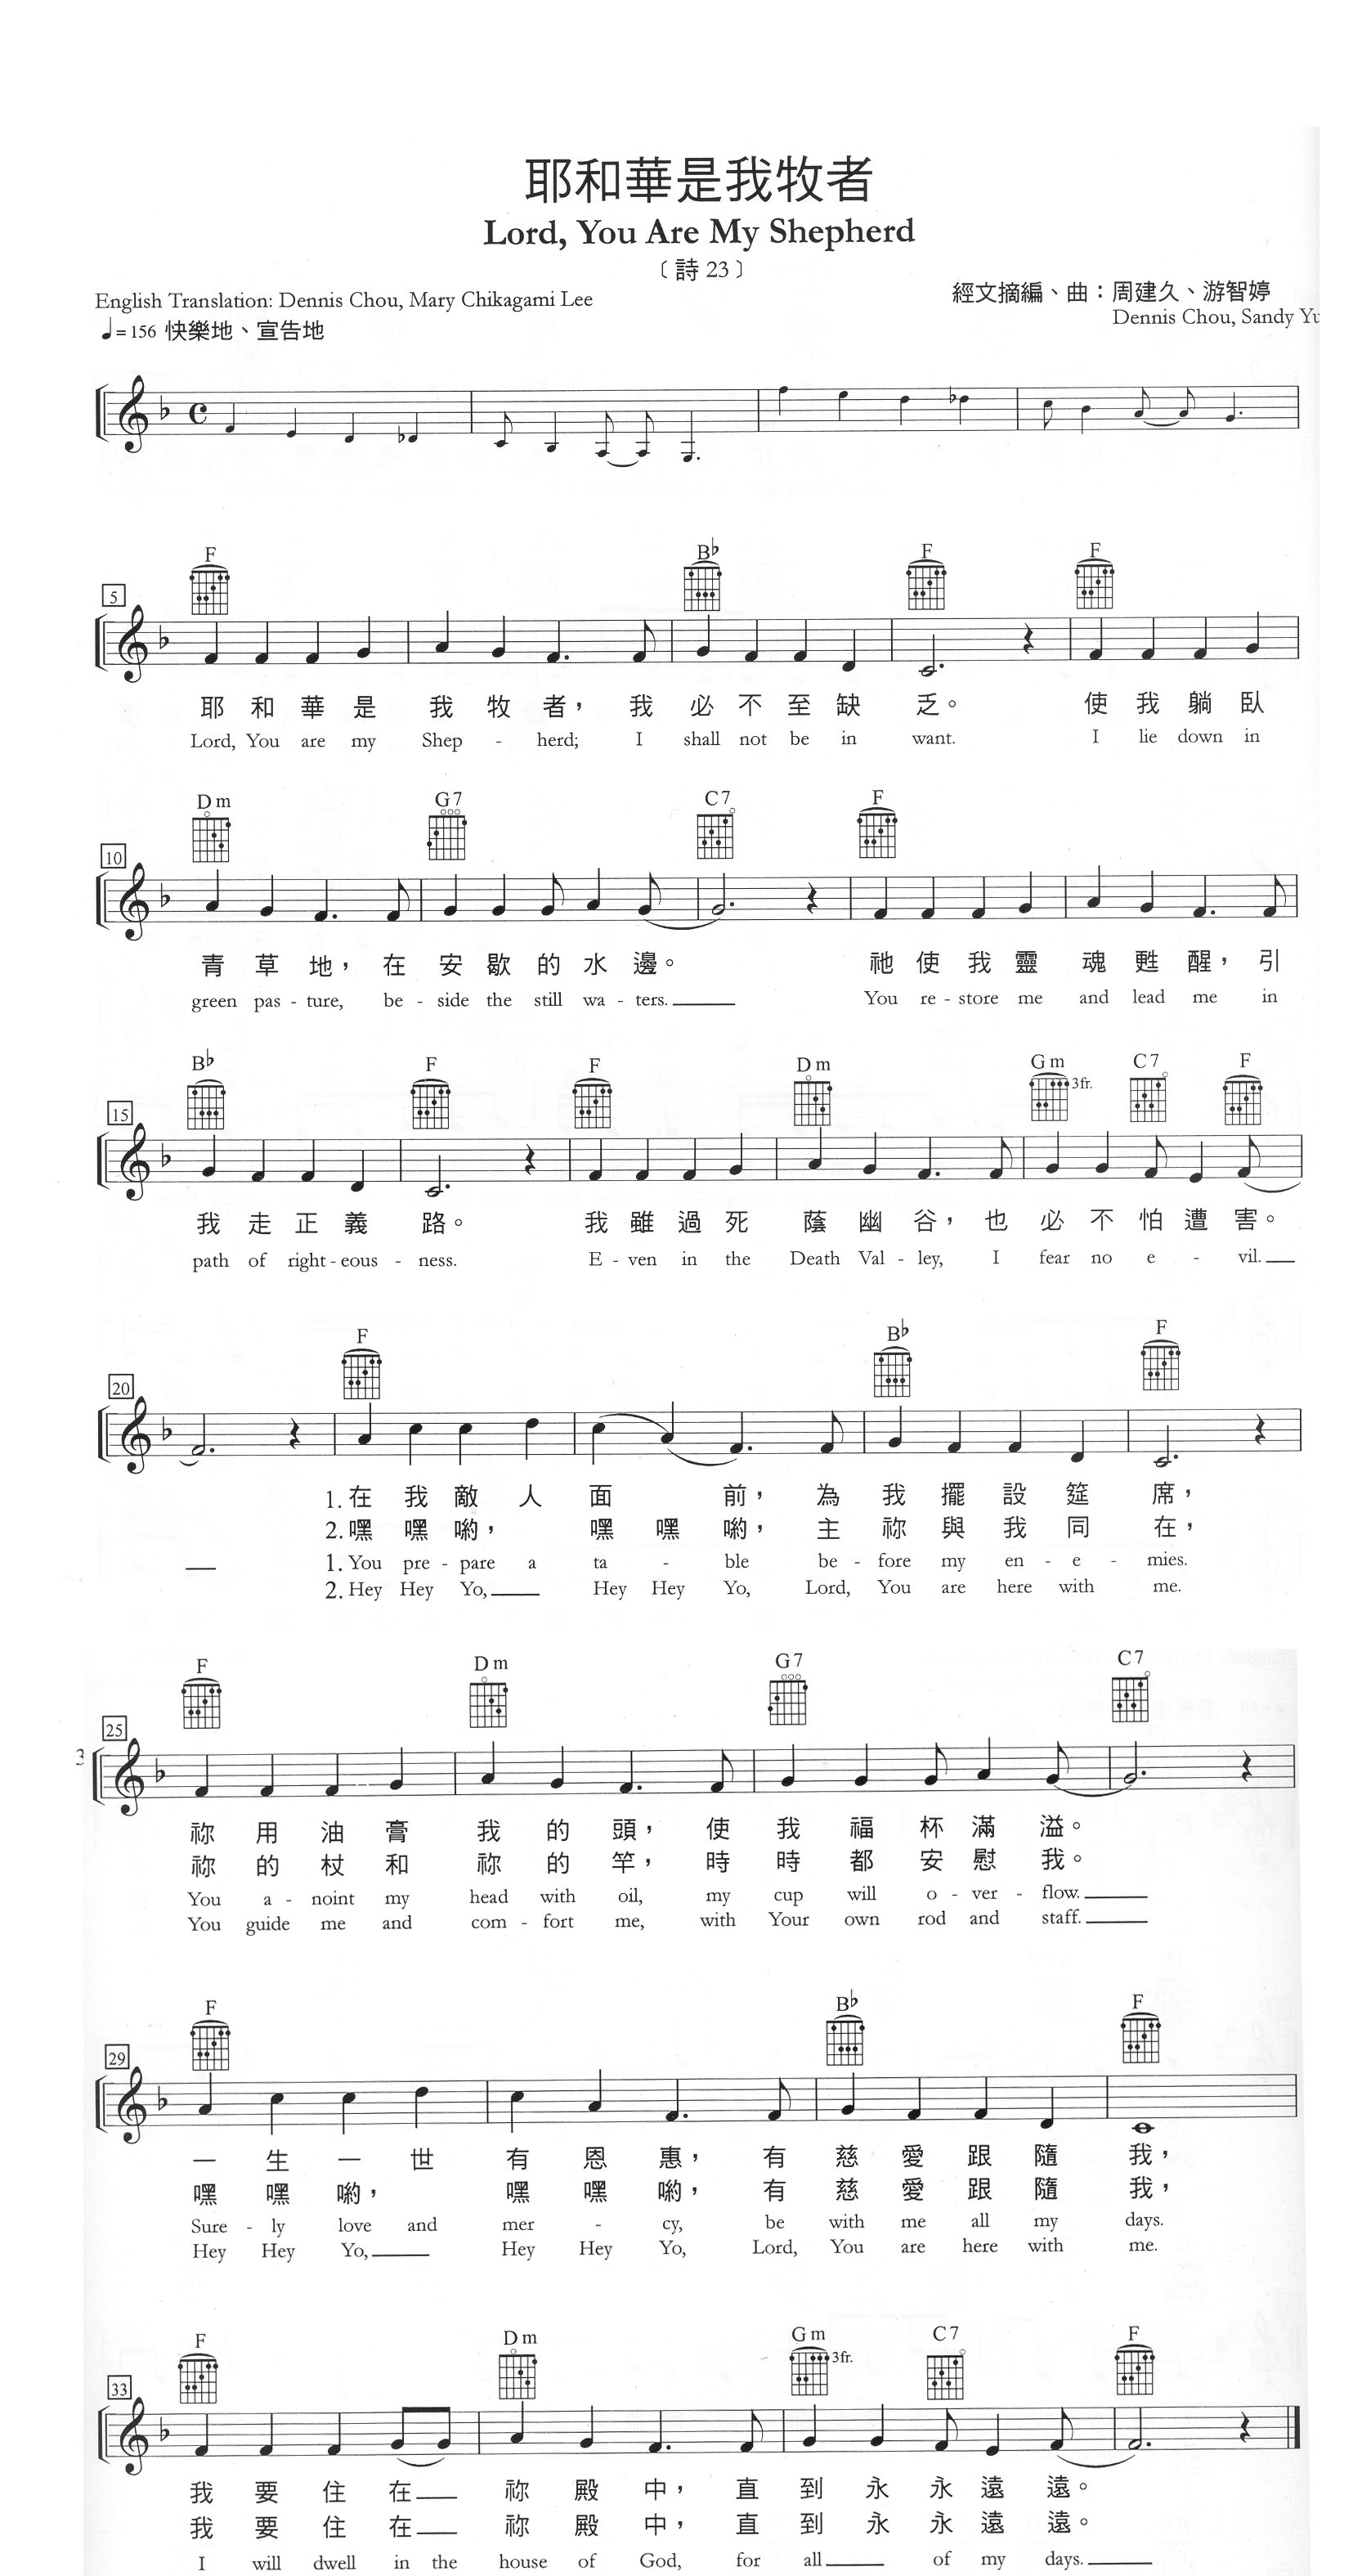 耶和華是我牧者
Lord, You Are My Shepherd
﹝詩 23﹞
English Translation: Dennis Chou, Mary Chikagami Lee
經文摘編、曲：周建久、游智婷
♩=156 快樂地、宣告地
Dennis Chou, Sandy Yu
F B♭ F F
5
耶 和 華 是 我 牧 者， 我 必 不 至 缺 乏。 使 我 躺 臥
Lord, You are my Shep - herd; I shall not be in want. I lie down in
Dm G7 C7 F
10
青 草 地， 在 安 歇 的 水 邊。 祂 使 我 靈 魂 甦 醒， 引
green pas - ture, be - side the still wa - ters. You re - store me and lead me in
B♭ F F Dm Gm 3fr. C7 F
15
我 走 正 義 路。 我 雖 過 死 蔭 幽 谷， 也 必 不 怕 遭 害。
path of right - eous - ness. E - ven in the Death Val - ley, I fear no e - vil.
F B♭ F
20
1. 在 我 敵 人 面 前， 為 我 擺 設 筵 席，
2. 嘿 嘿 喲， 嘿 嘿 喲， 主 祢 與 我 同 在，
1. You pre - pare a ta - ble be - fore my en - e - mies.
2. Hey Hey Yo, Hey Hey Yo, Lord, You are here with me.
F Dm G7 C7
25
3
祢 用 油 膏 我 的 頭， 使 我 福 杯 滿 溢。
祢 的 杖 和 祢 的 竿， 時 時 都 安 慰 我。
You a - noint my head with oil, my cup will o - ver - flow.
You guide me and com - fort me, with Your own rod and staff.
F B♭ F
29
一 生 一 世 有 恩 惠， 有 慈 愛 跟 隨 我，
嘿 嘿 喲， 嘿 嘿 喲， 有 慈 愛 跟 隨 我，
Sure - ly love and mer - cy, be with me all my days.
Hey Hey Yo, Hey Hey Yo, Lord, You are here with me.
F Dm Gm 3fr. C7 F
33
我 要 住 在 祢 殿 中， 直 到 永 永 遠 遠。
我 要 住 在 祢 殿 中， 直 到 永 永 遠 遠。
I will dwell in the house of God, for all of my days.